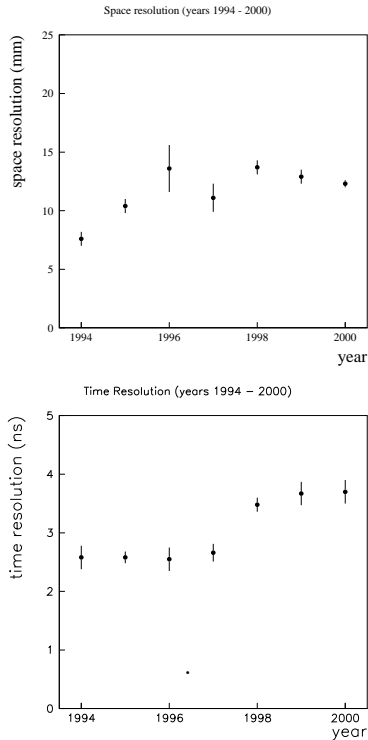 Space resolution (years 1994 - 2000)
space resolution (mm)
25
20
15
10
5
0
1994 1996 1998 2000
year
Time Resolution (years 1994 – 2000)
time resolution (ns)
5
4
3
2
1
0
1994 1996 1998 2000
year